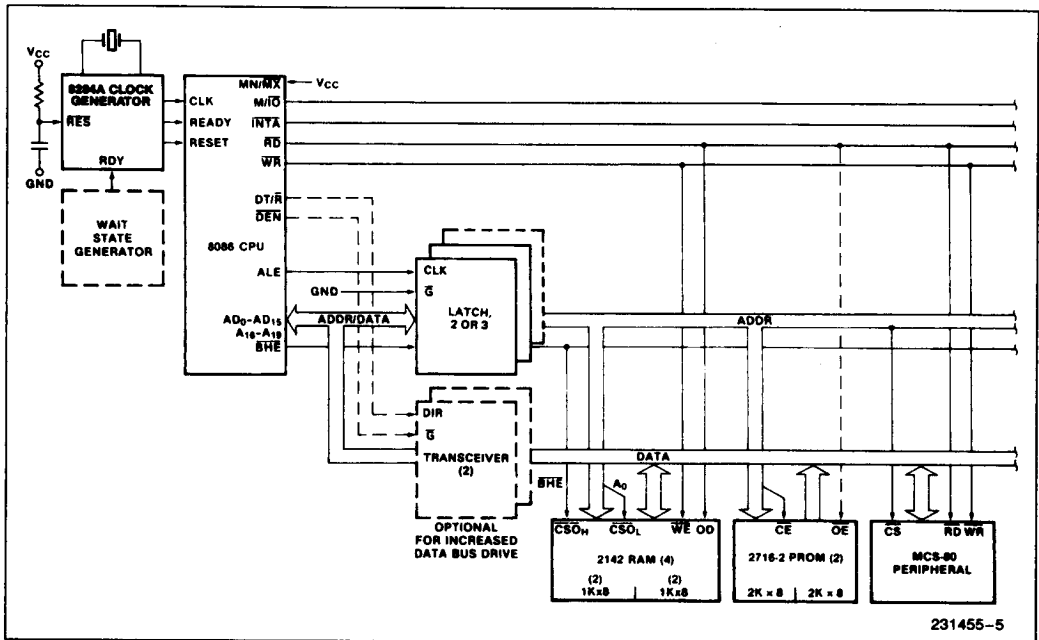 VCC
8284A CLOCK
GENERATOR
RES
RDY
GND
WAIT
STATE
GENERATOR
CLK
READY
RESET
MN/MX
VCC
M/IO
INTA
RD
WR
DT/R
DEN
8086 CPU
ALE
AD0-AD15
A16-A19
BHE
GND
ADDR/DATA
CLK
G
LATCH,
2 OR 3
ADDR
DIR
G
TRANSCEIVER
(2)
OPTIONAL
FOR INCREASED
DATA BUS DRIVE
DATA
BHE
A0
CSOH
CSOL
WE OD
2142 RAM (4)
(2)
1Kx8
(2)
1Kx8
CE
OE
2716-2 PROM (2)
2K x 8
2K x 8
CS
RD WR
MCS-80
PERIPHERAL
231455-5